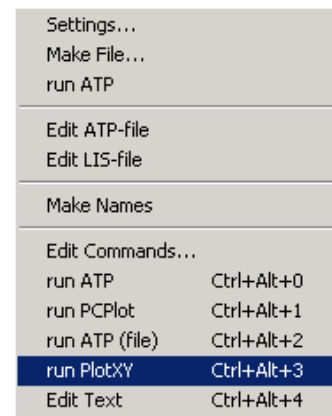 Settings...
Make File...
run ATP
Edit ATP-file
Edit LIS-file
Make Names
Edit Commands...
run ATP Ctrl+Alt+0
run PCPlot Ctrl+Alt+1
run ATP (file) Ctrl+Alt+2
run PlotXY Ctrl+Alt+3
Edit Text Ctrl+Alt+4